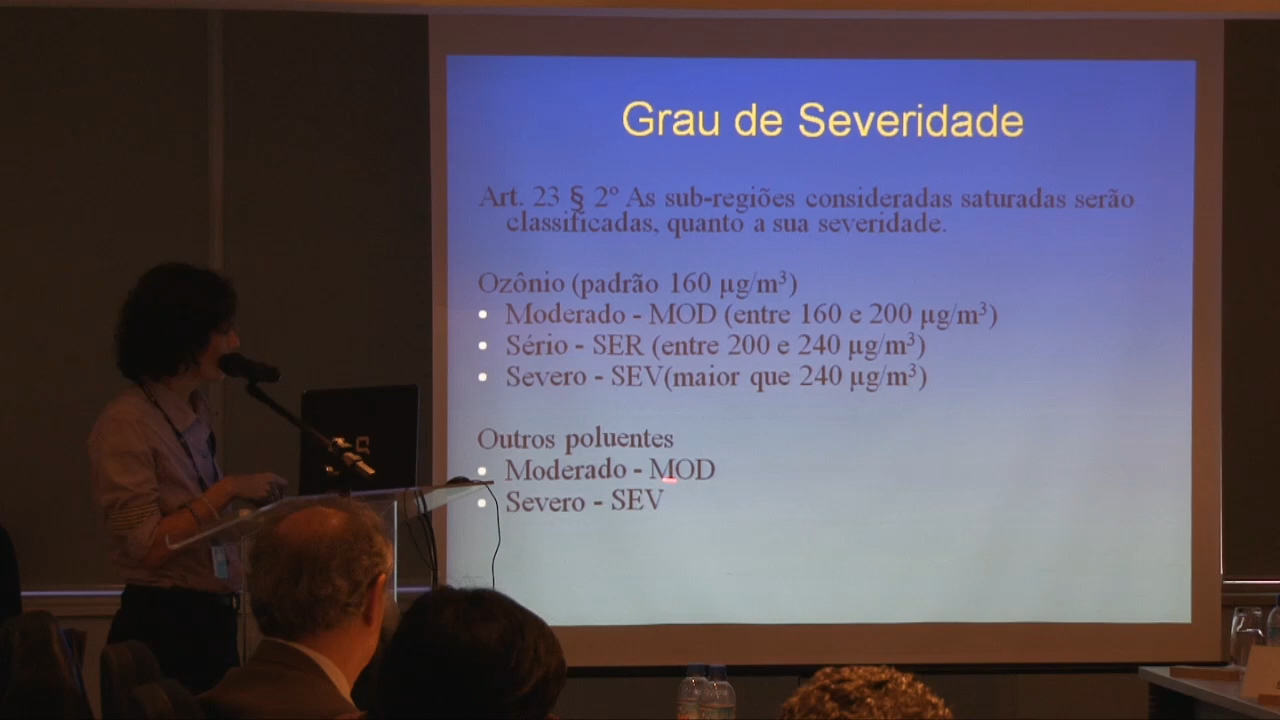 Grau de Severidade
Art. 23 § 2º As sub-regiões consideradas saturadas serão
classificadas, quanto a sua severidade.
Ozônio (padrão 160 µg/m³)
• Moderado - MOD (entre 160 e 200 µg/m³)
• Sério - SER (entre 200 e 240 µg/m³)
• Severo - SEV(maior que 240 µg/m³)
Outros poluentes
• Moderado - MOD
• Severo - SEV